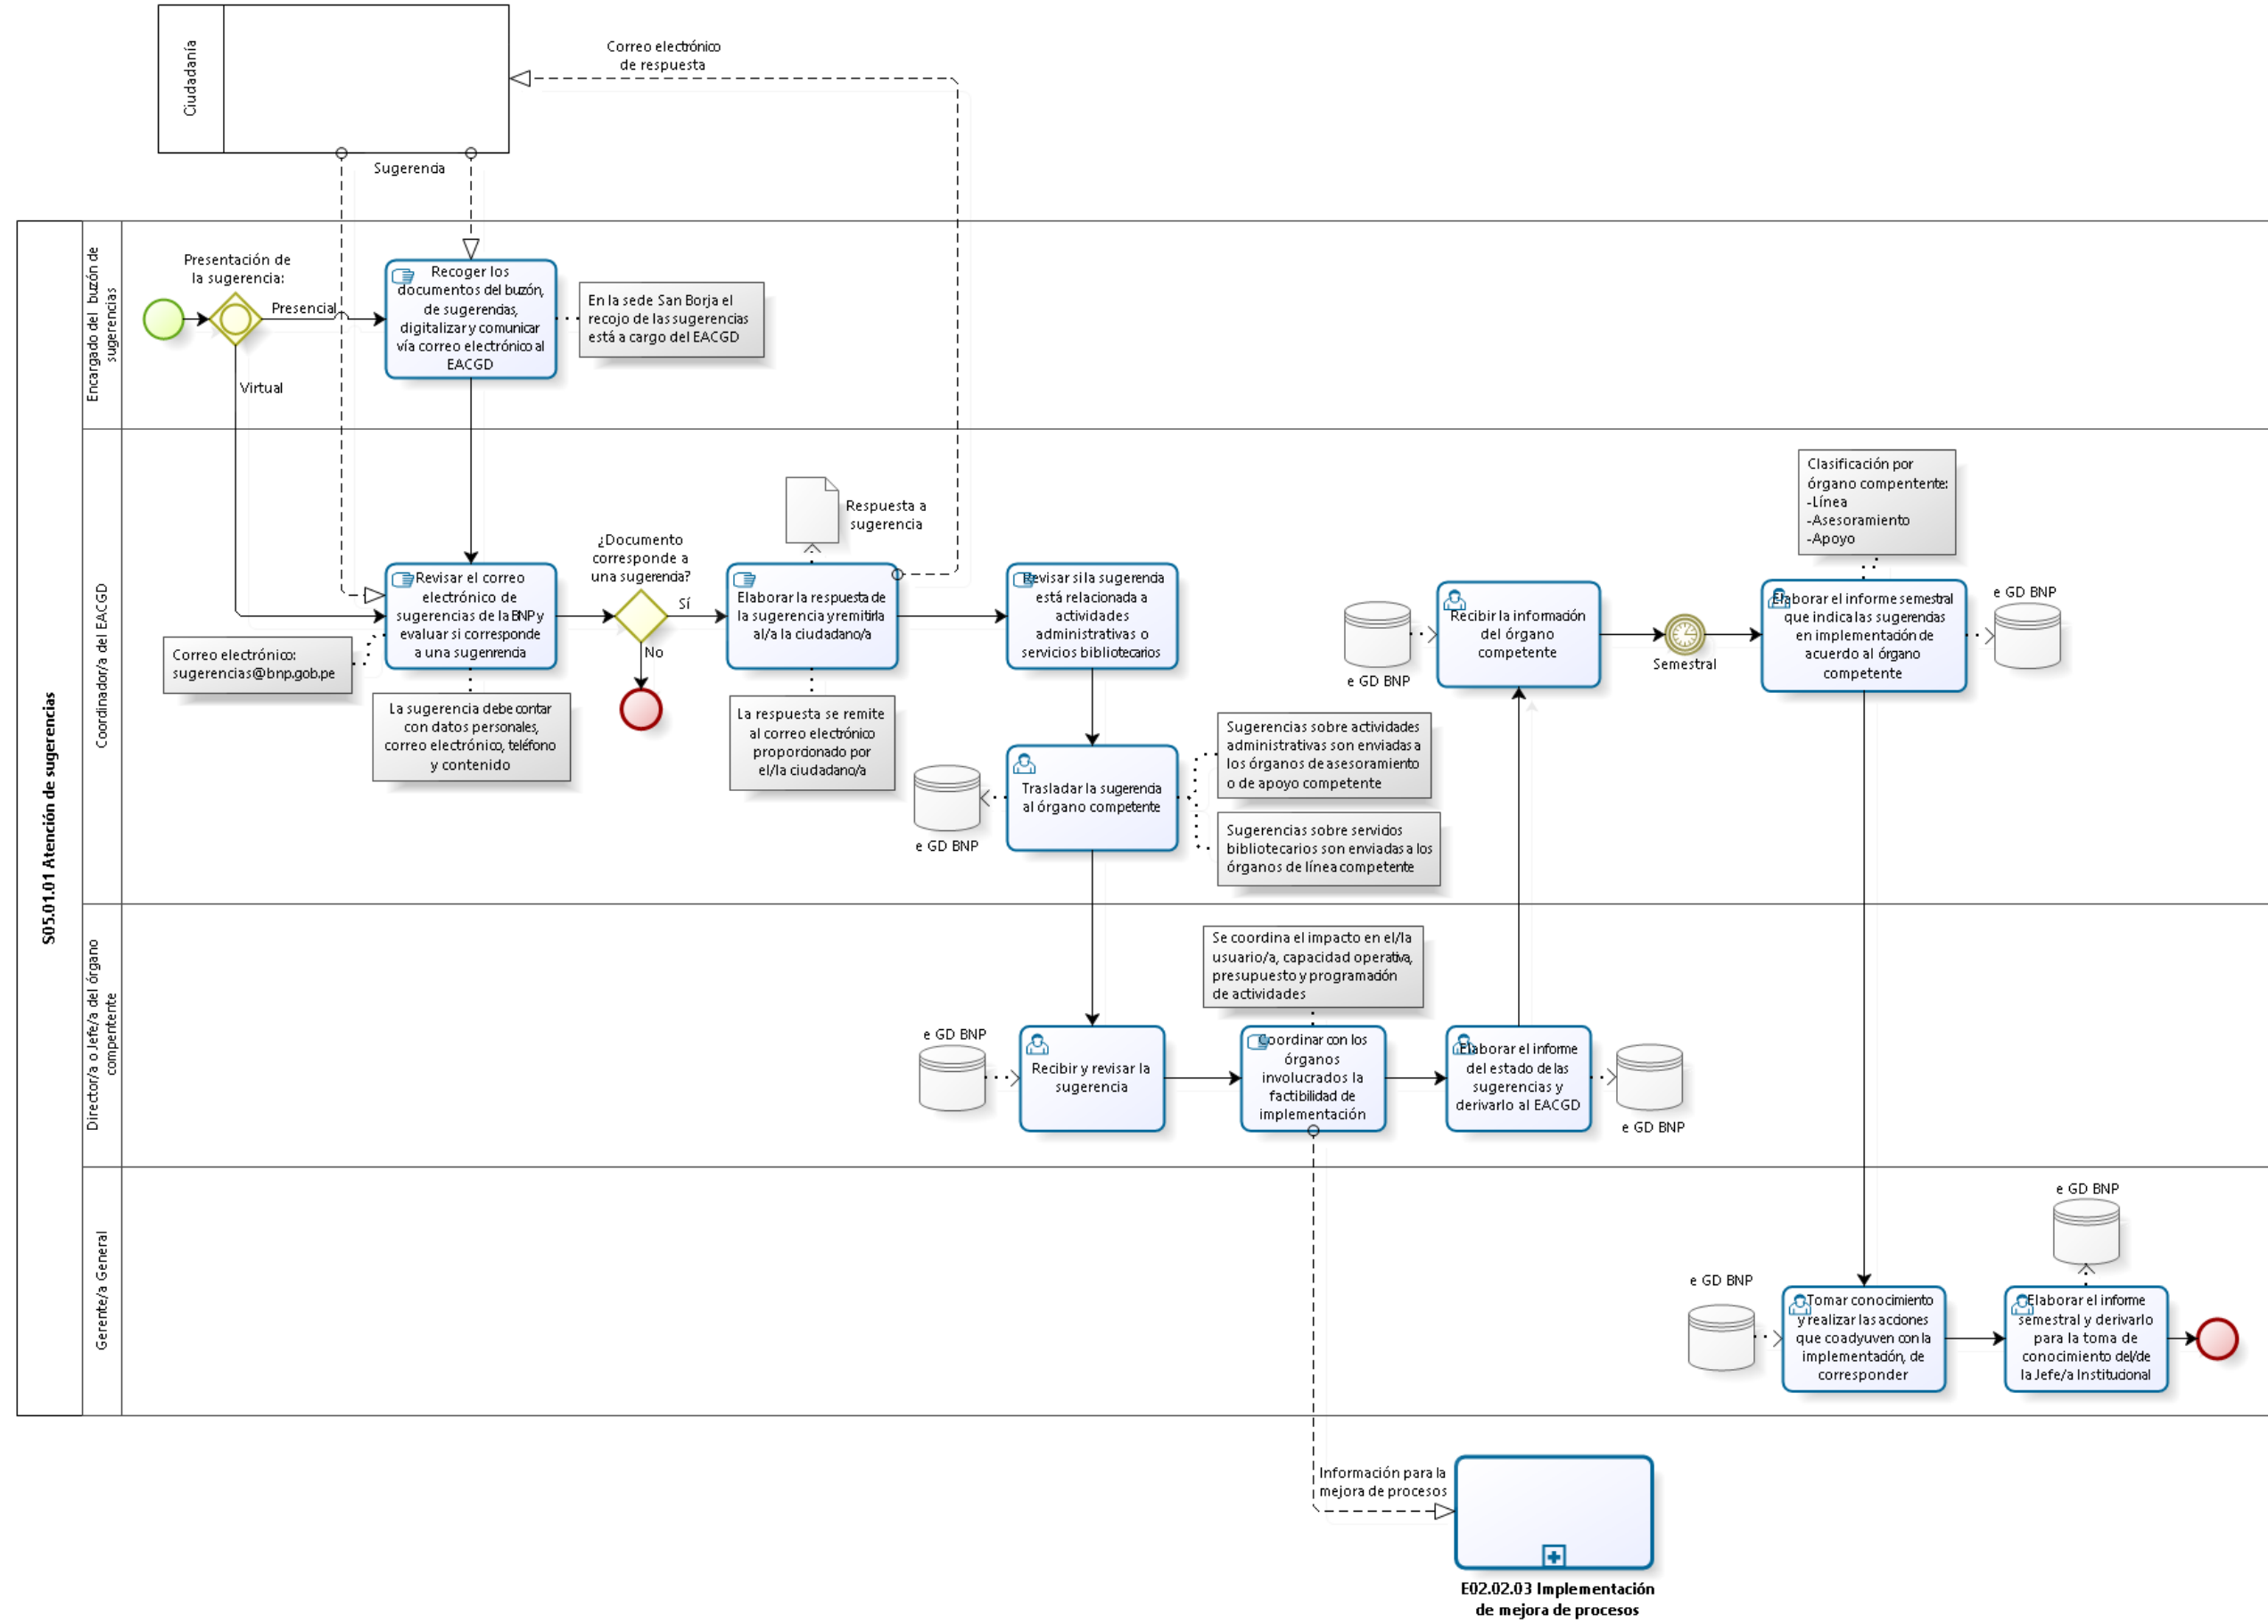 Ciudadanía
Correo electrónico
de respuesta
Sugerencia
S05.01.01 Atención de sugerencias
Encargado del buzón de
sugerencias
Presentación de
la sugerencia:
Presencial
Virtual
Recoger los
documentos del buzón,
de sugerencias,
digitalizar y comunicar
vía correo electrónico al
EACGD
En la sede San Borja el
recojo de las sugerencias
está a cargo del EACGD
Coordinador/a del EACGD
Revisar el correo
electrónico de
sugerencias de la BNP y
evaluar si corresponde
a una sugenrencia
Correo electrónico:
sugerencias@bnp.gob.pe
La sugerencia debe contar
con datos personales,
correo electrónico, teléfono
y contenido
¿Documento
corresponde a
una sugerencia?
Sí
No
Respuesta a
sugerencia
Elaborar la respuesta de
la sugerencia y remitirla
al/a la ciudadano/a
La respuesta se remite
al correo electrónico
proporcionado por
el/la ciudadano/a
Revisar si la sugerencia
está relacionada a
actividades
administrativas o
servicios bibliotecarios
Trasladar la sugerencia
al órgano competente
e GD BNP
Sugerencias sobre actividades
administrativas son enviadas a
los órganos de asesoramiento
o de apoyo competente
Sugerencias sobre servicios
bibliotecarios son enviadas a los
órganos de línea competente
e GD BNP
Recibir la información
del órgano
competente
Semestral
Clasificación por
órgano compentente:
-Línea
-Asesoramiento
-Apoyo
Elaborar el informe semestral
que indica las sugerencias
en implementación de
acuerdo al órgano
competente
e GD BNP
Director/a o Jefe/a del órgano
compentente
e GD BNP
Recibir y revisar la
sugerencia
Se coordina el impacto en el/la
usuario/a, capacidad operativa,
presupuesto y programación
de actividades
Coordinar con los
órganos
involucrados la
factibilidad de
implementación
Elaborar el informe
del estado de las
sugerencias y
derivarlo al EACGD
e GD BNP
Gerente/a General
e GD BNP
Tomar conocimiento
y realizar las acciones
que coadyuven con la
implementación, de
corresponder
e GD BNP
Elaborar el informe
semestral y derivarlo
para la toma de
conocimiento del/de
la Jefe/a Institucional
Información para la
mejora de procesos
E02.02.03 Implementación
de mejora de procesos